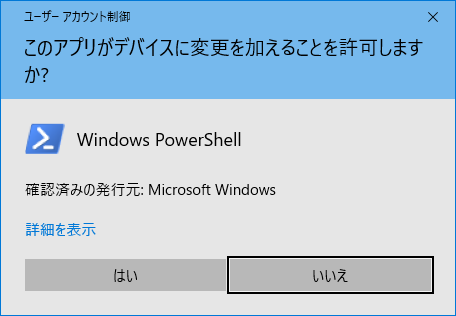 ユーザー アカウント制御
このアプリがデバイスに変更を加えることを許可します
か?
Windows PowerShell
確認済みの発行元: Microsoft Windows
詳細を表示
はい
いいえ